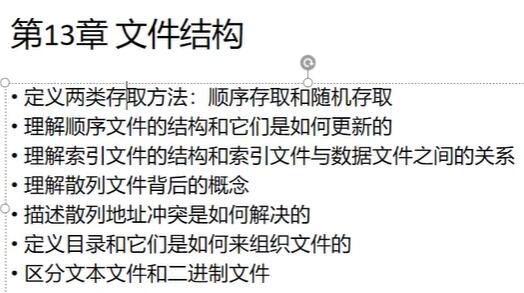 第13章 文件结构
• 定义两类存取方法：顺序存取和随机存取
• 理解顺序文件的结构和它们是如何更新的
• 理解索引文件的结构和索引文件与数据文件之间的关系
• 理解散列文件背后的概念
• 描述散列地址冲突是如何解决的
• 定义目录和它们是如何来组织文件的
• 区分文本文件和二进制文件